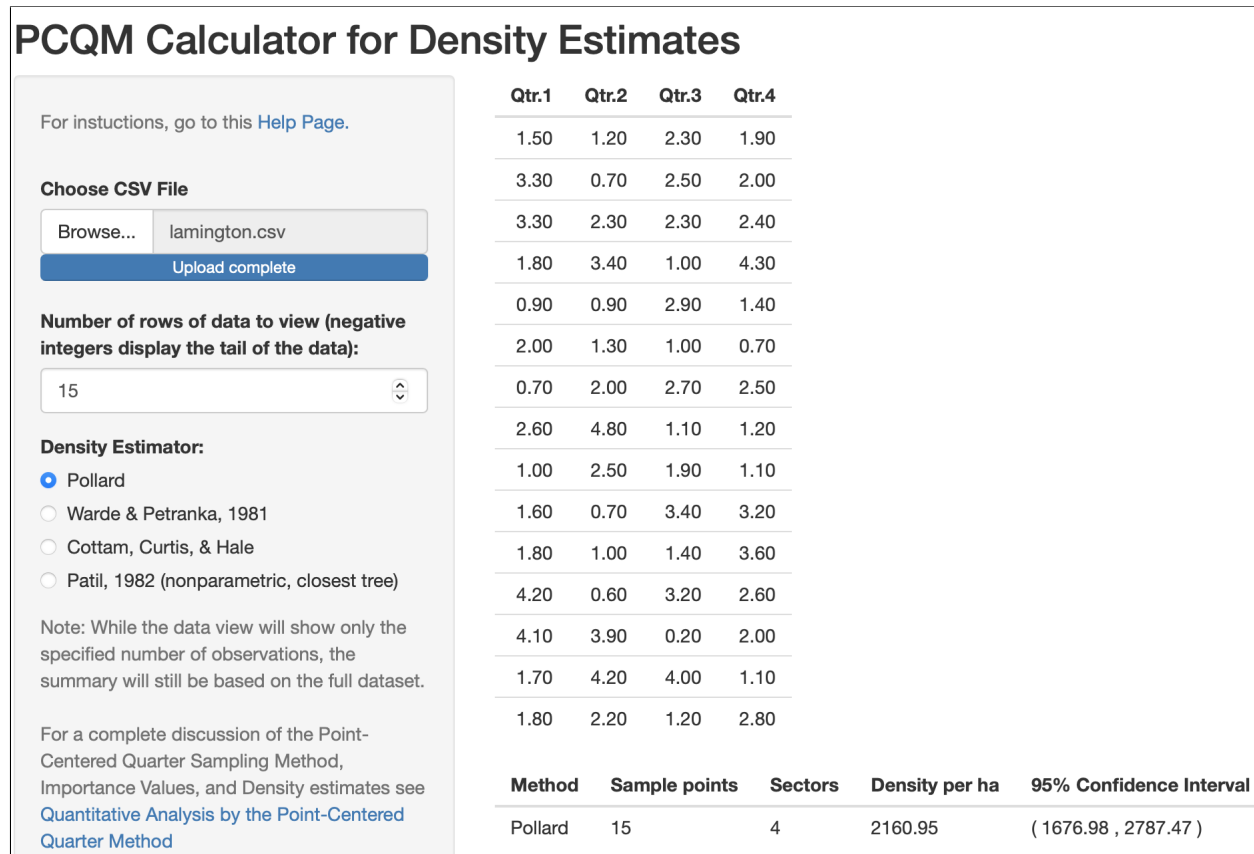 PCQM Calculator for Density Estimates
For instuctions, go to this Help Page.
Choose CSV File
Browse... lamington.csv
Upload complete
Number of rows of data to view (negative
integers display the tail of the data):
15
Density Estimator:
Pollard
Warde & Petranka, 1981
Cottam, Curtis, & Hale
Patil, 1982 (nonparametric, closest tree)
Note: While the data view will show only the
specified number of observations, the
summary will still be based on the full dataset.
For a complete discussion of the Point-
Centered Quarter Sampling Method,
Importance Values, and Density estimates see
Quantitative Analysis by the Point-Centered
Quarter Method
Qtr.1 Qtr.2 Qtr.3 Qtr.4
1.50 1.20 2.30 1.90
3.30 0.70 2.50 2.00
3.30 2.30 2.30 2.40
1.80 3.40 1.00 4.30
0.90 0.90 2.90 1.40
2.00 1.30 1.00 0.70
0.70 2.00 2.70 2.50
2.60 4.80 1.10 1.20
1.00 2.50 1.90 1.10
1.60 0.70 3.40 3.20
1.80 1.00 1.40 3.60
4.20 0.60 3.20 2.60
4.10 3.90 0.20 2.00
1.70 4.20 4.00 1.10
1.80 2.20 1.20 2.80
Method Sample points Sectors Density per ha 95% Confidence Interval
Pollard 15 4 2160.95 ( 1676.98 , 2787.47 )